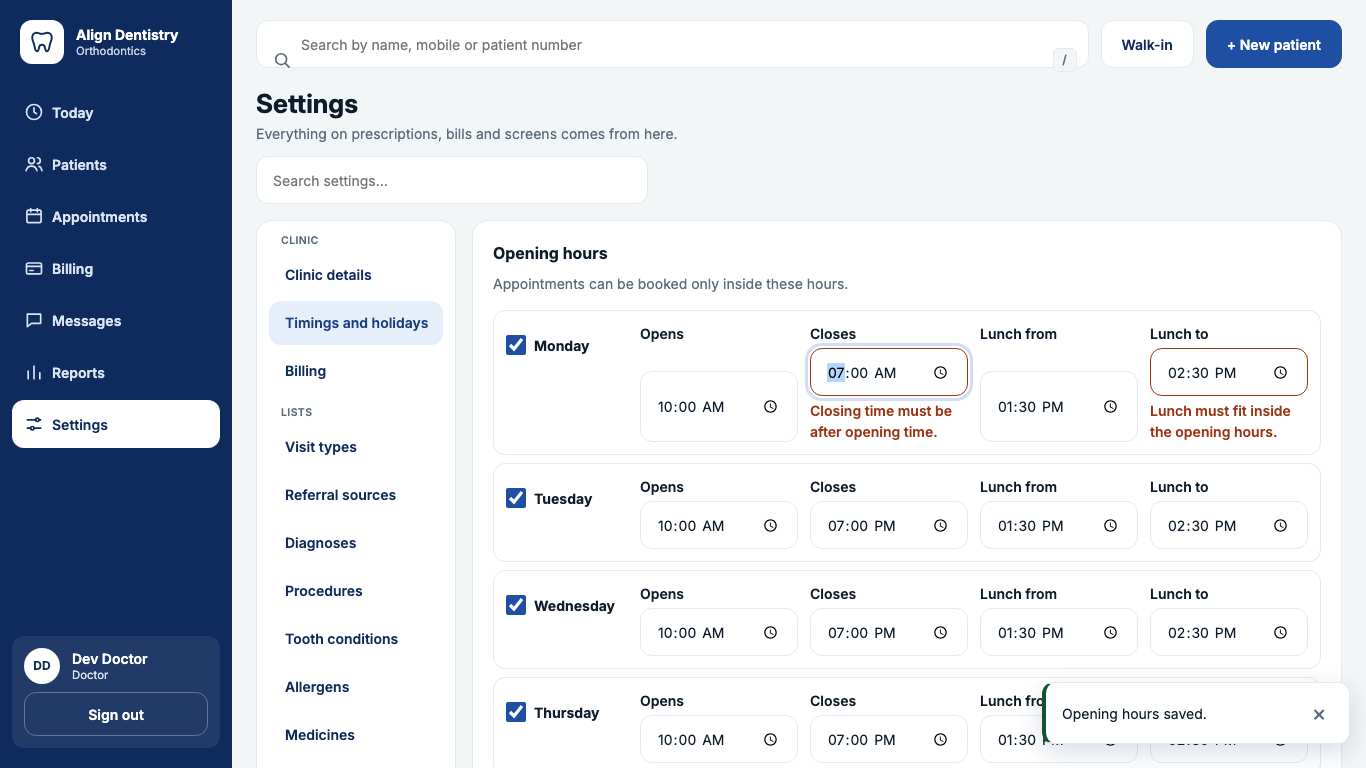 Align Dentistry
Orthodontics
Today
Patients
Appointments
Billing
Messages
Reports
Settings
DD
Dev Doctor
Doctor
Sign out
Search by name, mobile or patient number
/
Walk-in
+ New patient
Settings
Everything on prescriptions, bills and screens comes from here.
Search settings...
CLINIC
Clinic details
Timings and holidays
Billing
LISTS
Visit types
Referral sources
Diagnoses
Procedures
Tooth conditions
Allergens
Medicines
Opening hours
Appointments can be booked only inside these hours.
Monday
Opens
10:00 AM
Closes
07:00 AM
Closing time must be
after opening time.
Lunch from
01:30 PM
Lunch to
02:30 PM
Lunch must fit inside
the opening hours.
Tuesday
Opens
10:00 AM
Closes
07:00 PM
Lunch from
01:30 PM
Lunch to
02:30 PM
Wednesday
Opens
10:00 AM
Closes
07:00 PM
Lunch from
01:30 PM
Lunch to
02:30 PM
Thursday
Opens
10:00 AM
Closes
07:00 PM
Lunch
01:30
Opening hours saved.